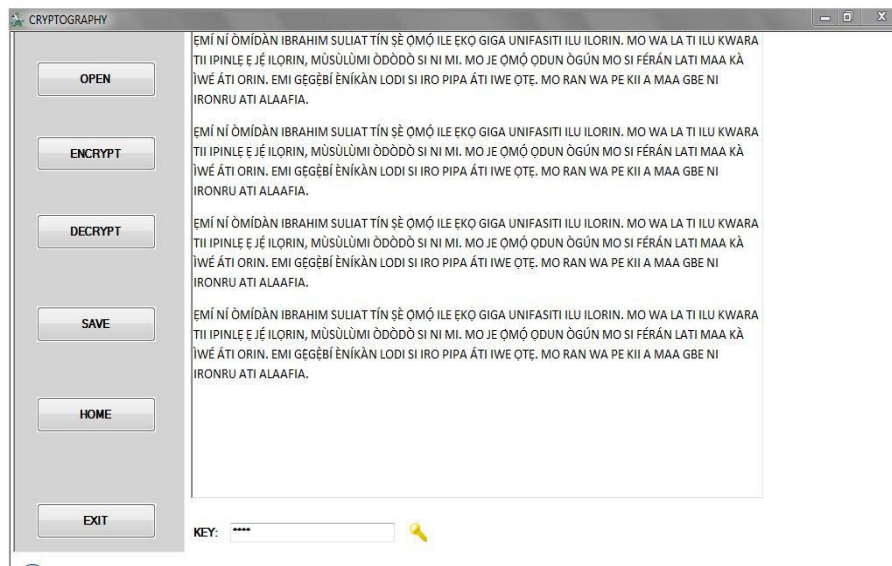 CRYPTOGRAPHY
OPEN
ENCRYPT
DECRYPT
SAVE
HOME
EXIT
ẸMÍ NÍ ÒMÍDÀN IBRAHIM SULIAT TÍN ṢÈ ỌMỌ́ ILE ẸKỌ GIGA UNIFASITI ILU ILORIN. MO WA LA TI ILU KWARA
TII IPINLẸ Ẹ JẸ́ ILỌRIN, MÙSÙLÙMI ÒDÒDÒ SI NI MI. MO JE ỌMỌ́ ỌDUN ÒGÚN MO SI FÉRÁN LATI MAA KÀ
ÌWÉ ÁTI ORIN. EMI GẸGẸ̀BÍ ÈNÍKÀN LODI SI IRO PIPA ÁTI IWE ỌTẸ. MO RAN WA PE KII A MAA GBE NI
IRONRU ATI ALAAFIA.
ẸMÍ NÍ ÒMÍDÀN IBRAHIM SULIAT TÍN ṢÈ ỌMỌ́ ILE ẸKỌ GIGA UNIFASITI ILU ILORIN. MO WA LA TI ILU KWARA
TII IPINLẸ Ẹ JẸ́ ILỌRIN, MÙSÙLÙMI ÒDÒDÒ SI NI MI. MO JE ỌMỌ́ ỌDUN ÒGÚN MO SI FÉRÁN LATI MAA KÀ
ÌWÉ ÁTI ORIN. EMI GẸGẸ̀BÍ ÈNÍKÀN LODI SI IRO PIPA ÁTI IWE ỌTẸ. MO RAN WA PE KII A MAA GBE NI
IRONRU ATI ALAAFIA.
ẸMÍ NÍ ÒMÍDÀN IBRAHIM SULIAT TÍN ṢÈ ỌMỌ́ ILE ẸKỌ GIGA UNIFASITI ILU ILORIN. MO WA LA TI ILU KWARA
TII IPINLẸ Ẹ JẸ́ ILỌRIN, MÙSÙLÙMI ÒDÒDÒ SI NI MI. MO JE ỌMỌ́ ỌDUN ÒGÚN MO SI FÉRÁN LATI MAA KÀ
ÌWÉ ÁTI ORIN. EMI GẸGẸ̀BÍ ÈNÍKÀN LODI SI IRO PIPA ÁTI IWE ỌTẸ. MO RAN WA PE KII A MAA GBE NI
IRONRU ATI ALAAFIA.
ẸMÍ NÍ ÒMÍDÀN IBRAHIM SULIAT TÍN ṢÈ ỌMỌ́ ILE ẸKỌ GIGA UNIFASITI ILU ILORIN. MO WA LA TI ILU KWARA
TII IPINLẸ Ẹ JẸ́ ILỌRIN, MÙSÙLÙMI ÒDÒDÒ SI NI MI. MO JE ỌMỌ́ ỌDUN ÒGÚN MO SI FÉRÁN LATI MAA KÀ
ÌWÉ ÁTI ORIN. EMI GẸGẸ̀BÍ ÈNÍKÀN LODI SI IRO PIPA ÁTI IWE ỌTẸ. MO RAN WA PE KII A MAA GBE NI
IRONRU ATI ALAAFIA.
KEY: ****